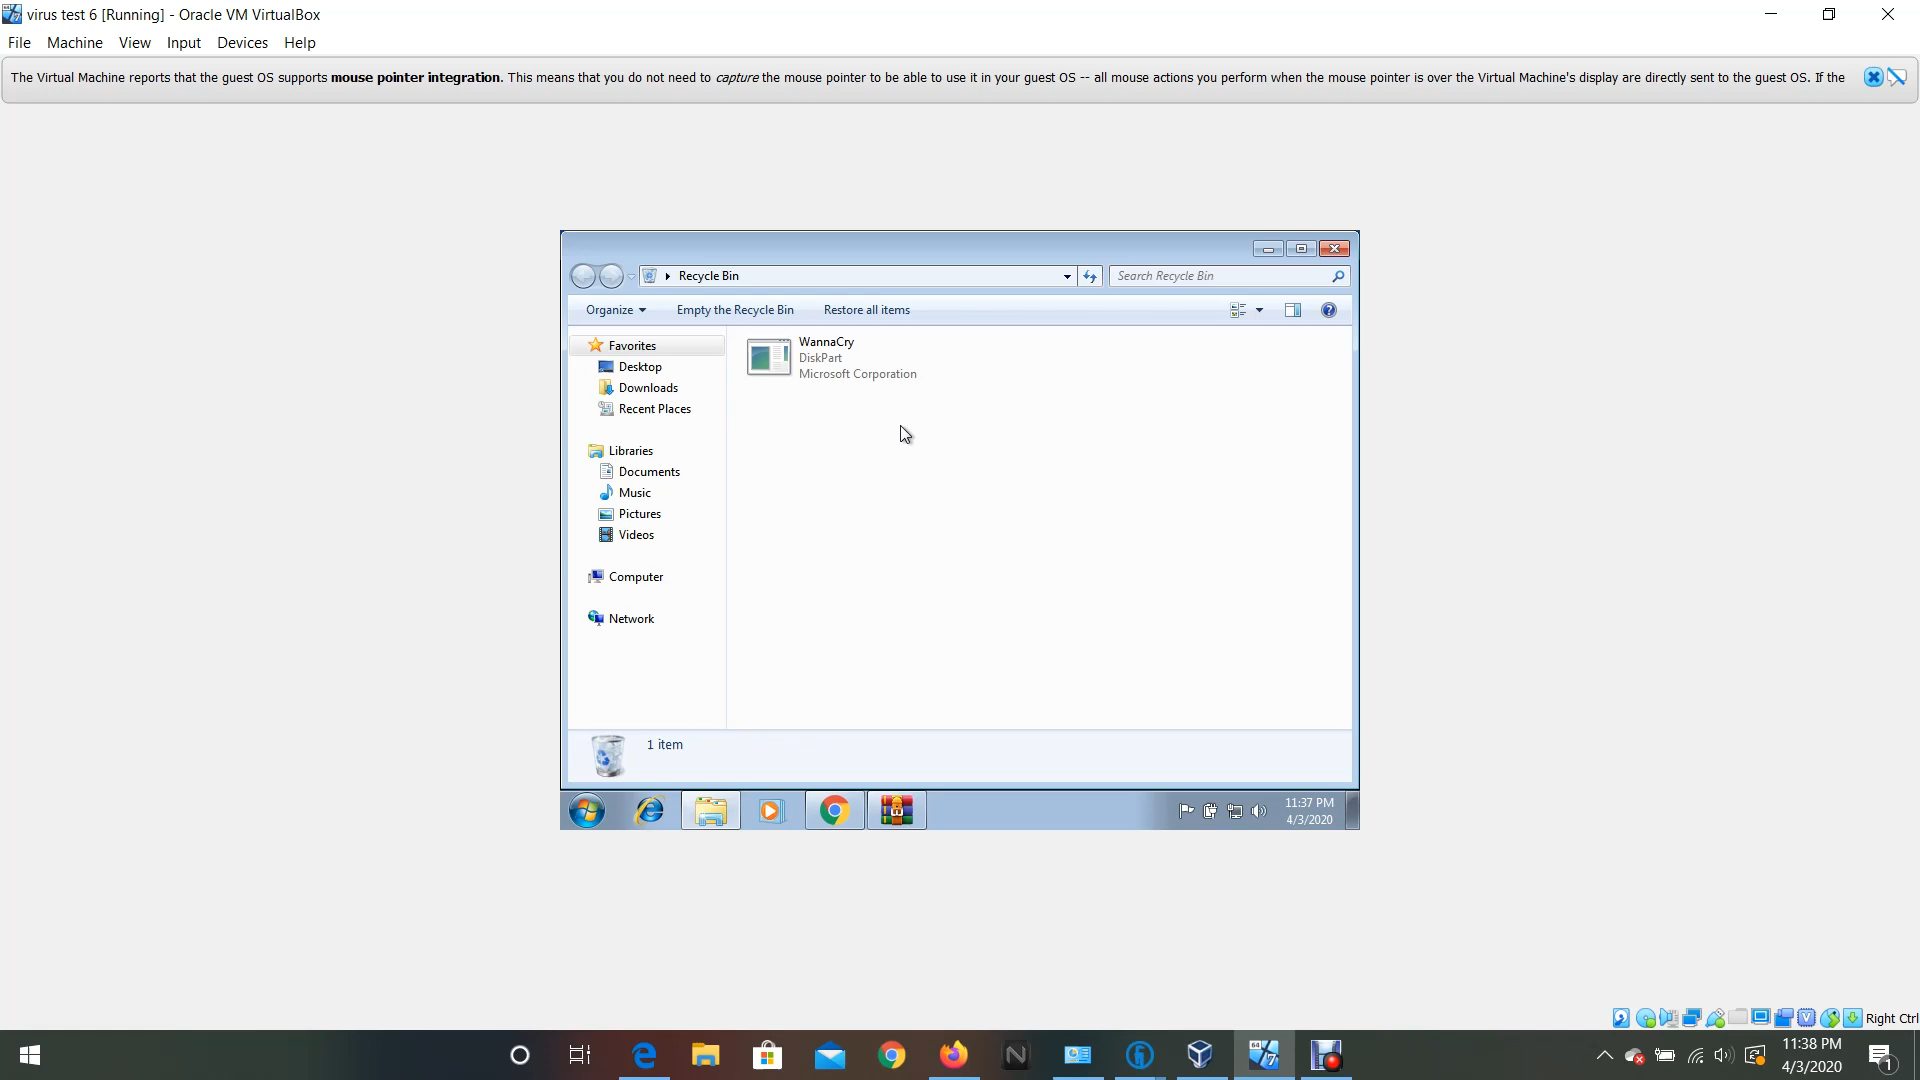 virus test 6 [Running] - Oracle VM VirtualBox
File Machine View Input Devices Help
The Virtual Machine reports that the guest OS supports mouse pointer integration. This means that you do not need to capture the mouse pointer to be able to use it in your guest OS -- all mouse actions you perform when the mouse pointer is over the Virtual Machine's display are directly sent to the guest OS. If the
Recycle Bin
Search Recycle Bin
Organize
Empty the Recycle Bin
Restore all items
Favorites
Desktop
Downloads
Recent Places
Libraries
Documents
Music
Pictures
Videos
Computer
Network
WannaCry
DiskPart
Microsoft Corporation
1 item
11:37 PM
4/3/2020
Right Ctrl
11:38 PM
4/3/2020
1